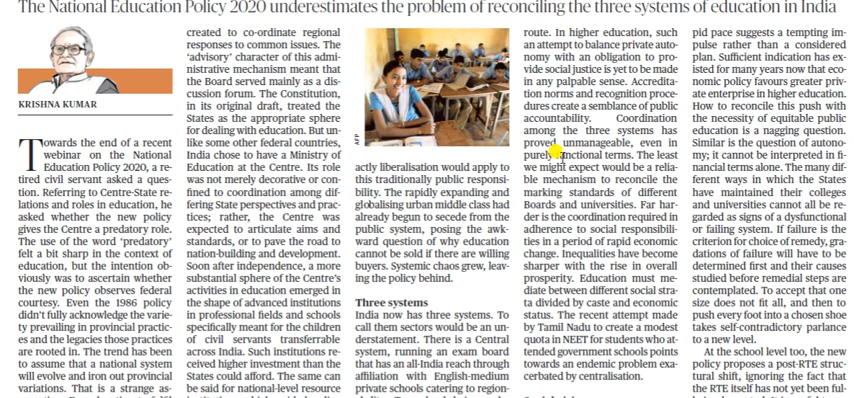 The National Education Policy 2020 underestimates the problem of reconciling the three systems of education in India
KRISHNA KUMAR
Towards the end of a recent
webinar on the National
Education Policy 2020, a re-
tired civil servant asked a ques-
tion. Referring to Centre-State re-
lations and roles in education, he
asked whether the new policy
gives the Centre a predatory role.
The use of the word ‘predatory’
felt a bit sharp in the context of
education, but the intention ob-
viously was to ascertain whether
the new policy observes federal
courtesy. Even the 1986 policy
didn’t fully acknowledge the varie-
ty prevailing in provincial practic-
es and the legacies those practices
are rooted in. The trend has been
to assume that a national system
will evolve and iron out provincial
variations. That is a strange as-
created to co-ordinate regional
responses to common issues. The
‘advisory’ character of this admi-
nistrative mechanism meant that
the Board served mainly as a dis-
cussion forum. The Constitution,
in its original draft, treated the
States as the appropriate sphere
for dealing with education. But un-
like some other federal countries,
India chose to have a Ministry of
Education at the Centre. Its role
was not merely decorative or con-
fined to coordination among dif-
fering State perspectives and prac-
tices; rather, the Centre was
expected to articulate aims and
standards, or to pave the road to
nation-building and development.
Soon after independence, a more
substantial sphere of the Centre’s
activities in education emerged in
the shape of advanced institutions
in professional fields and schools
specifically meant for the children
of civil servants transferrable
across India. Such institutions re-
ceived higher investment than the
States could afford. The same can
be said for national-level resource
AFP
actly liberalisation would apply to
this traditionally public responsi-
bility. The rapidly expanding and
globalising urban middle class had
already begun to secede from the
public system, posing the awk-
ward question of why education
cannot be sold if there are willing
buyers. Systemic chaos grew, leav-
ing the policy behind.
Three systems
India now has three systems. To
call them sectors would be an un-
derstatement. There is a Central
system, running an exam board
that has an all-India reach through
affiliation with English-medium
private schools catering to region-
route. In higher education, such
an attempt to balance private auto-
nomy with an obligation to pro-
vide social justice is yet to be made
in any palpable sense. Accredita-
tion norms and recognition proce-
dures create a semblance of public
accountability. Coordination
among the three systems has
proved unmanageable, even in
purely functional terms. The least
we might expect would be a relia-
ble mechanism to reconcile the
marking standards of different
Boards and universities. Far har-
der is the coordination required in
adherence to social responsibili-
ties in a period of rapid economic
change. Inequalities have become
sharper with the rise in overall
prosperity. Education must me-
diate between different social stra-
ta divided by caste and economic
status. The recent attempt made
by Tamil Nadu to create a modest
quota in NEET for students who at-
tended government schools points
towards an endemic problem exa-
cerbated by centralisation.
pid pace suggests a tempting im-
pulse rather than a considered
plan. Sufficient indication has ex-
isted for many years now that eco-
nomic policy favours greater priv-
ate enterprise in higher education.
How to reconcile this push with
the necessity of equitable public
education is a nagging question.
Similar is the question of autono-
my; it cannot be interpreted in fi-
nancial terms alone. The many dif-
ferent ways in which the States
have maintained their colleges
and universities cannot all be re-
garded as signs of a dysfunctional
or failing system. If failure is the
criterion for choice of remedy, gra-
dations of failure will have to be
determined first and their causes
studied before remedial steps are
contemplated. To accept that one
size does not fit all, and then to
push every foot into a chosen shoe
takes self-contradictory parlance
to a new level.
At the school level too, the new
policy proposes a post-RTE struc-
tural shift, ignoring the fact that
the RTE itself has not yet been ful-